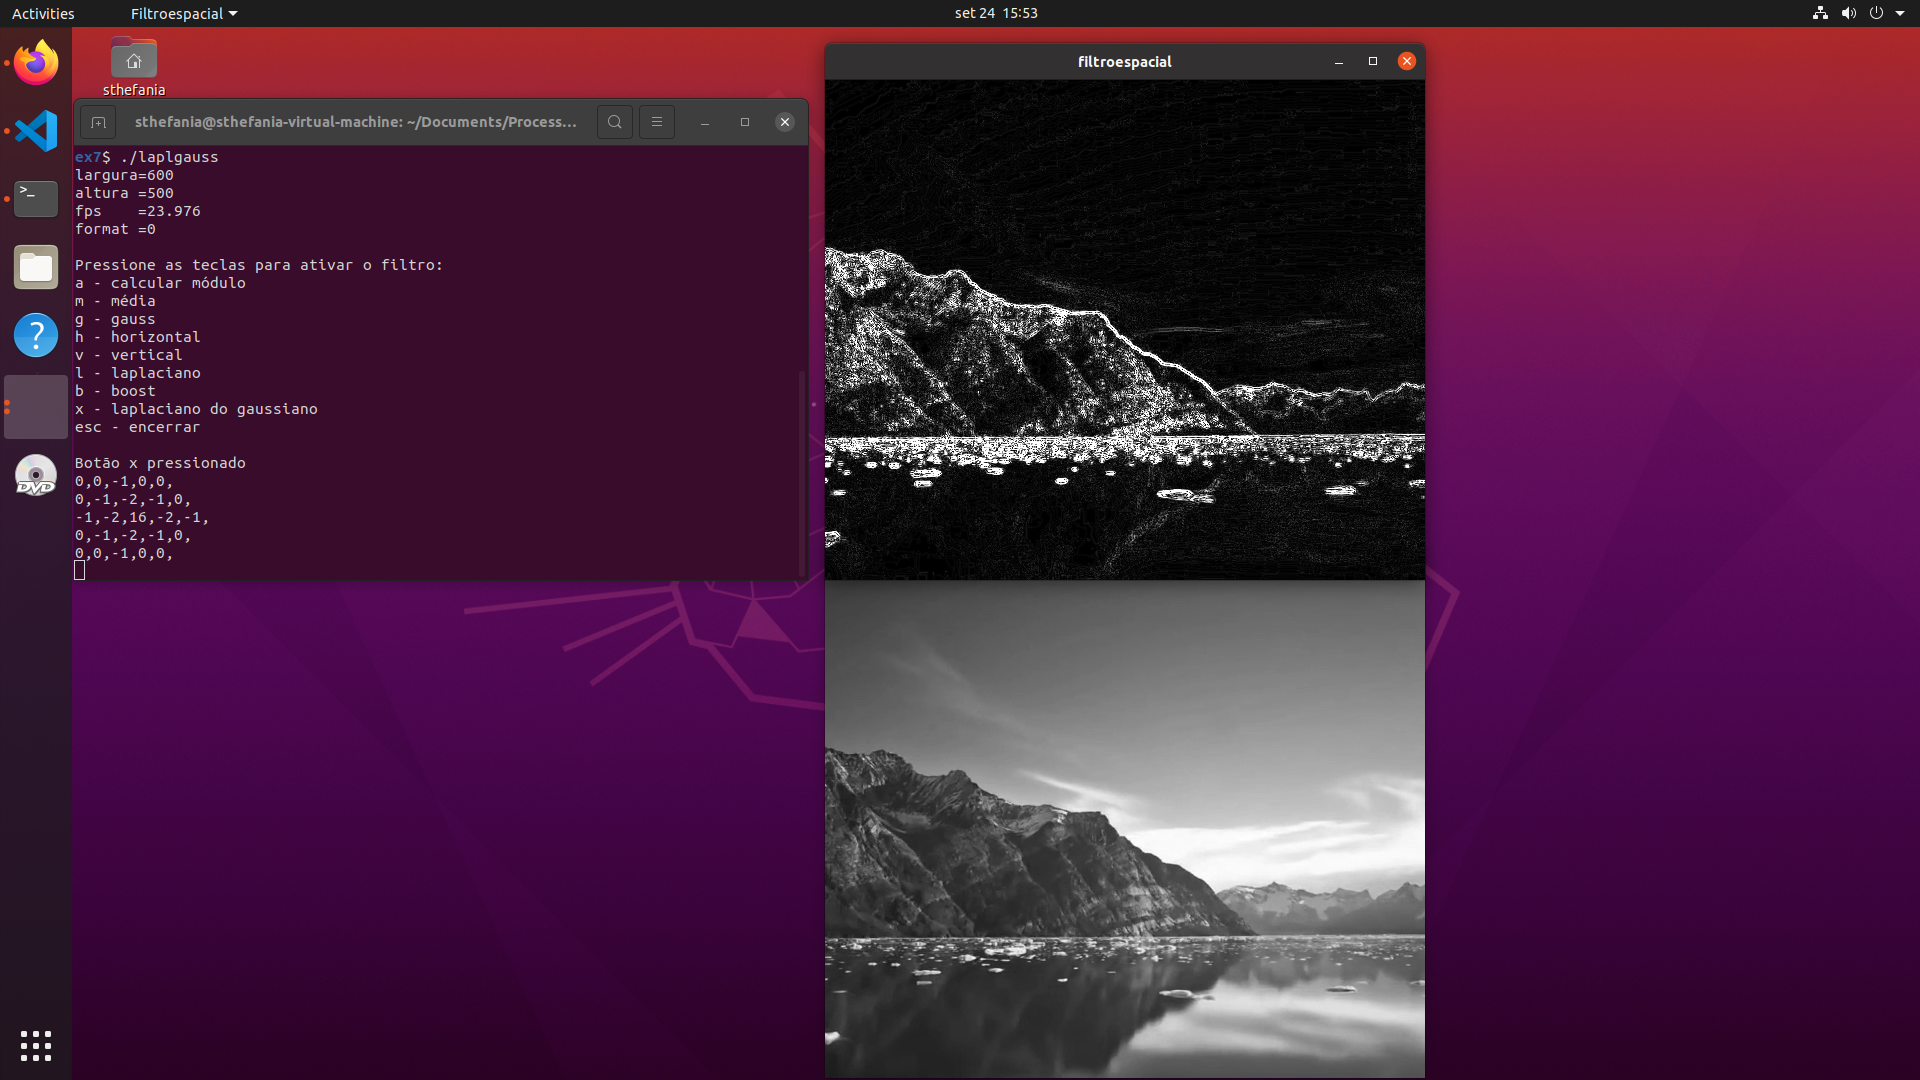 Activities
Filtroespacial
set 24 15:53
sthefania
sthefania@sthefania-virtual-machine: ~/Documents/Process...
ex7$ ./laplgauss
largura=600
altura =500
fps    =23.976
format =0
Pressione as teclas para ativar o filtro:
a - calcular módulo
m - média
g - gauss
h - horizontal
v - vertical
l - laplaciano
b - boost
x - laplaciano do gaussiano
esc - encerrar
Botão x pressionado
0,0,-1,0,0,
0,-1,-2,-1,0,
-1,-2,16,-2,-1,
0,-1,-2,-1,0,
0,0,-1,0,0,
filtroespacial
>_
?
DVD